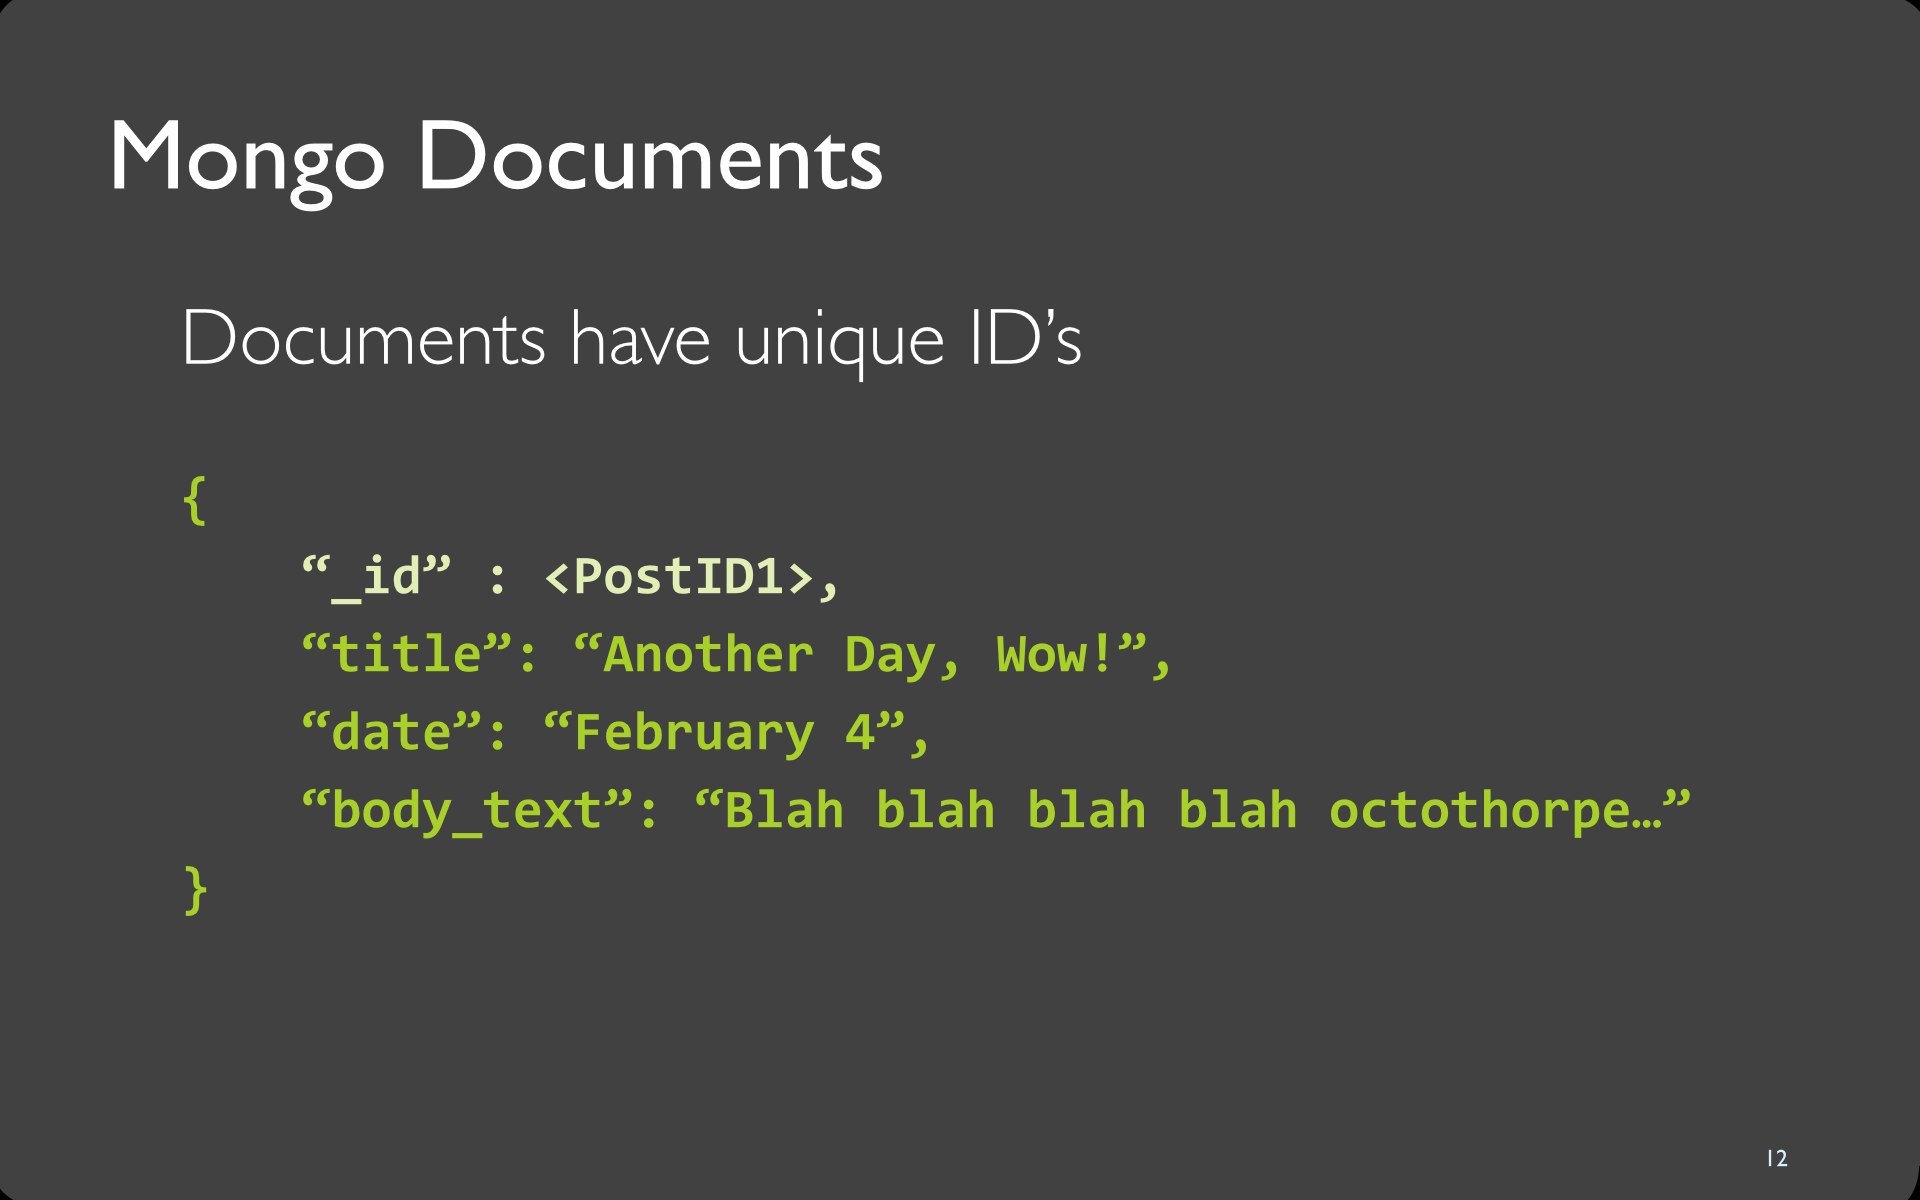 Mongo Documents
Documents have unique ID’s
{
“_id” : <PostID1>,
“title”: “Another Day, Wow!”,
“date”: “February 4”,
“body_text”: “Blah blah blah blah octothorpe…”
}
12